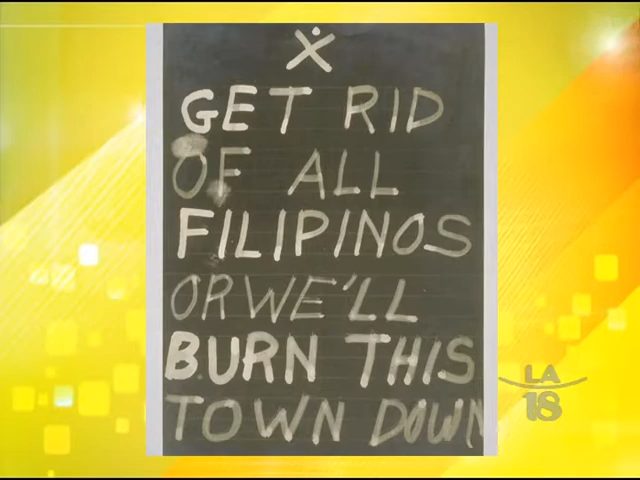 X
GET RID
OF ALL
FILIPINOS
OR WE'LL
BURN THIS
TOWN DOWN
LA
18